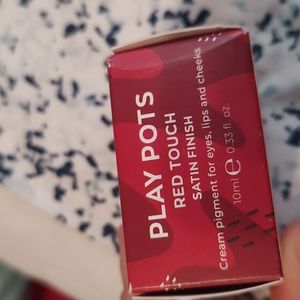 PLAY POTS
RED TOUCH
SATIN FINISH
Cream pigment for eyes, lips and cheeks
10ml ℮ 0.33 fl. oz.